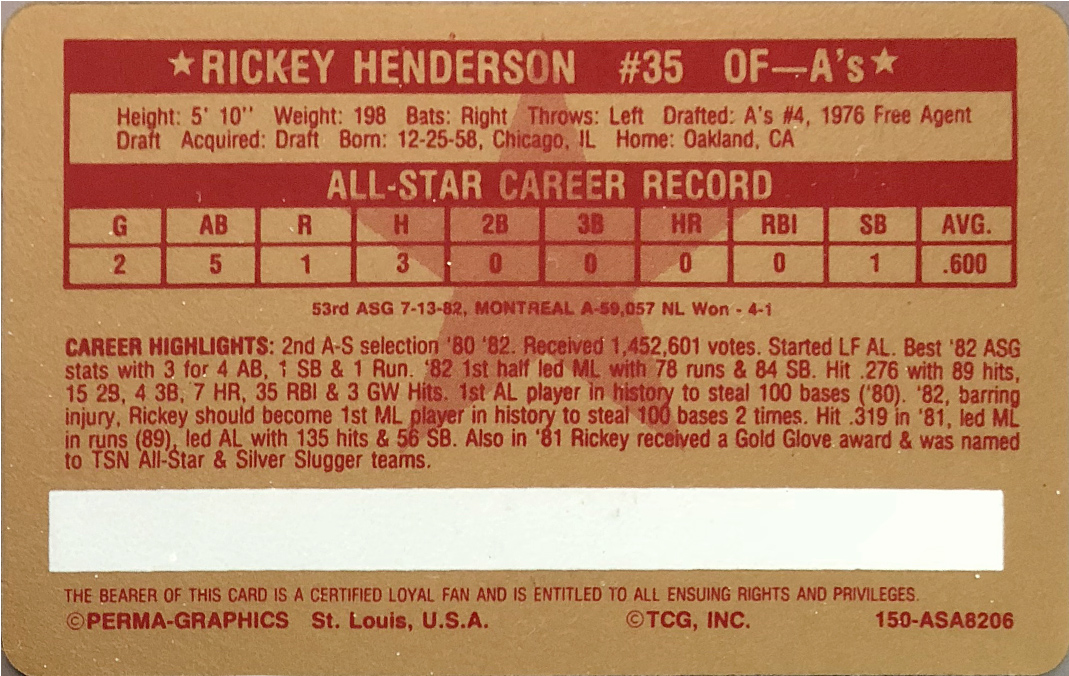 ★RICKEY HENDERSON #35 OF—A's★
Height: 5' 10" Weight: 198 Bats: Right Throws: Left Drafted: A's #4, 1976 Free Agent
Draft Acquired: Draft Born: 12-25-58, Chicago, IL Home: Oakland, CA
ALL-STAR CAREER RECORD
G AB R H 2B 3B HR RBI SB AVG.
2 5 1 3 0 0 0 0 1 .600
53rd ASG 7-13-82, MONTREAL A-59,057 NL Won - 4-1
CAREER HIGHLIGHTS: 2nd A-S selection '80 '82. Received 1,452,601 votes. Started LF AL. Best '82 ASG
stats with 3 for 4 AB, 1 SB & 1 Run. '82 1st half led ML with 78 runs & 84 SB. Hit .276 with 89 hits,
15 2B, 4 3B, 7 HR, 35 RBI & 3 GW Hits. 1st AL player in history to steal 100 bases ('80). '82, barring
injury, Rickey should become 1st ML player in history to steal 100 bases 2 times. Hit .319 in '81, led ML
in runs (89), led AL with 135 hits & 56 SB. Also in '81 Rickey received a Gold Glove award & was named
to TSN All-Star & Silver Slugger teams.
THE BEARER OF THIS CARD IS A CERTIFIED LOYAL FAN AND IS ENTITLED TO ALL ENSUING RIGHTS AND PRIVILEGES.
©PERMA-GRAPHICS St. Louis, U.S.A. ©TCG, INC. 150-ASA8206